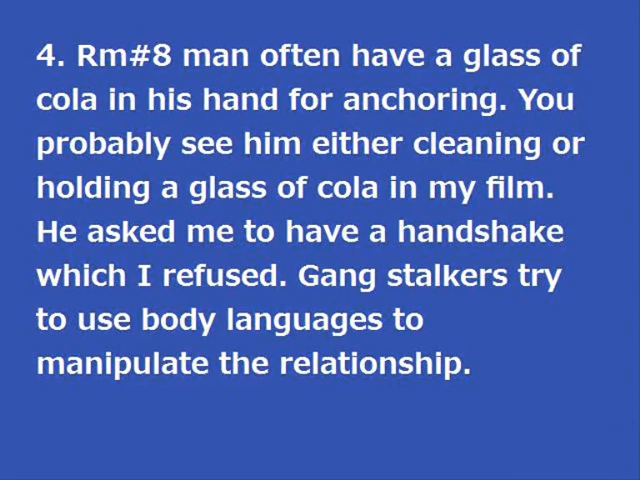 4. Rm#8 man often have a glass of
cola in his hand for anchoring. You
probably see him either cleaning or
holding a glass of cola in my film.
He asked me to have a handshake
which I refused. Gang stalkers try
to use body languages to
manipulate the relationship.